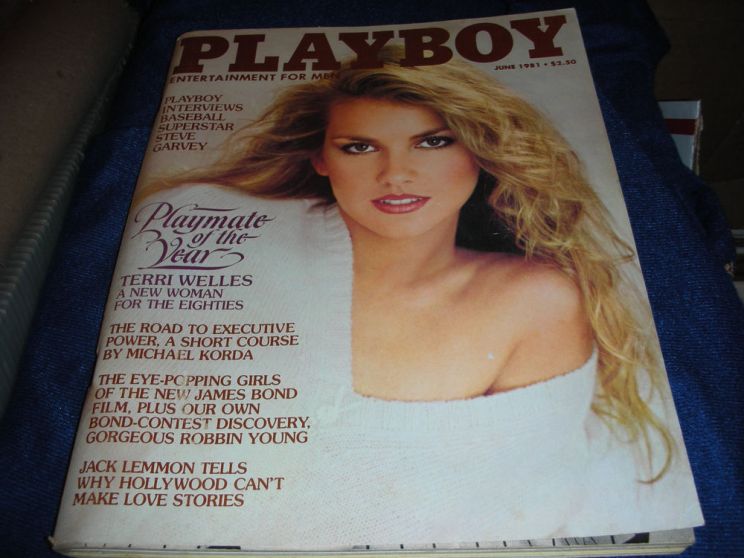 PLAYBOY
ENTERTAINMENT FOR MEN
JUNE 1981 • $2.50
PLAYBOY
INTERVIEWS
BASEBALL
SUPERSTAR
STEVE
GARVEY
Playmate
of the
Year
TERRI WELLES
A NEW WOMAN
FOR THE EIGHTIES
THE ROAD TO EXECUTIVE
POWER, A SHORT COURSE
BY MICHAEL KORDA
THE EYE-POPPING GIRLS
OF THE NEW JAMES BOND
FILM, PLUS OUR OWN
BOND-CONTEST DISCOVERY,
GORGEOUS ROBBIN YOUNG
JACK LEMMON TELLS
WHY HOLLYWOOD CAN'T
MAKE LOVE STORIES